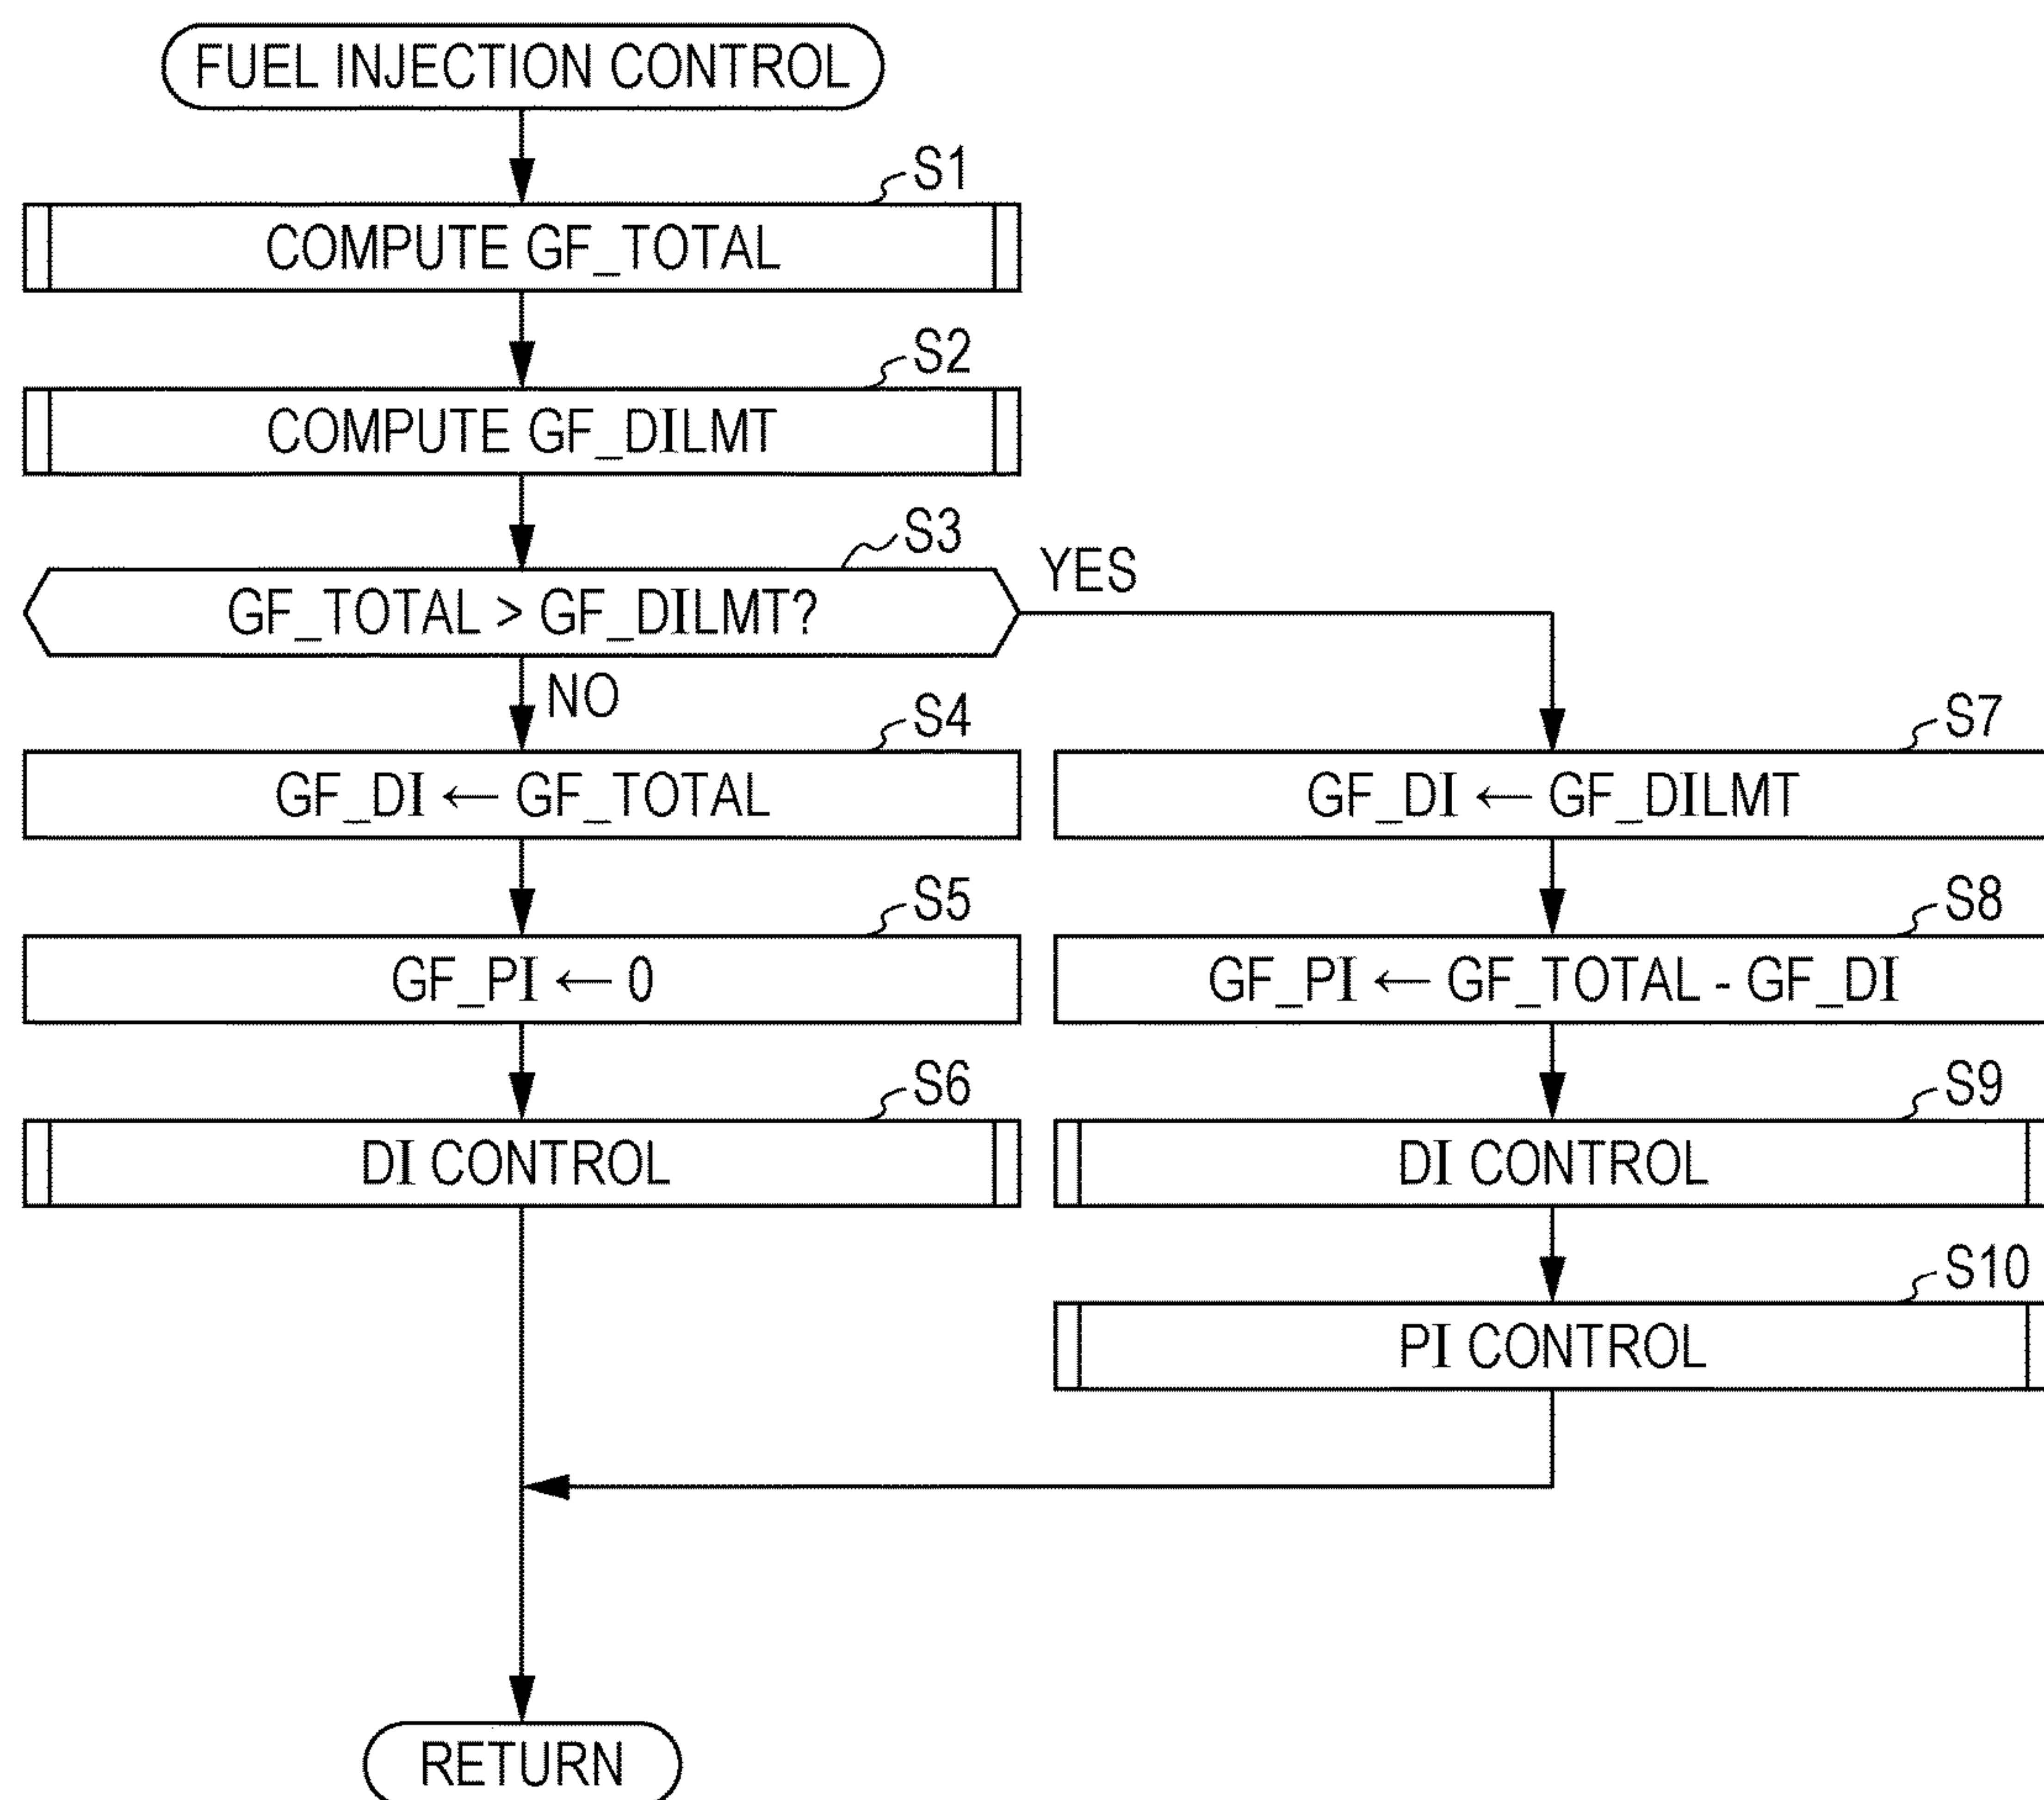 FUEL INJECTION CONTROL
S1
COMPUTE GF_TOTAL
S2
COMPUTE GF_DILMT
S3
GF_TOTAL > GF_DILMT?
YES
NO
S4
GF_DI ← GF_TOTAL
S5
GF_PI ← 0
S6
DI CONTROL
S7
GF_DI ← GF_DILMT
S8
GF_PI ← GF_TOTAL - GF_DI
S9
DI CONTROL
S10
PI CONTROL
RETURN